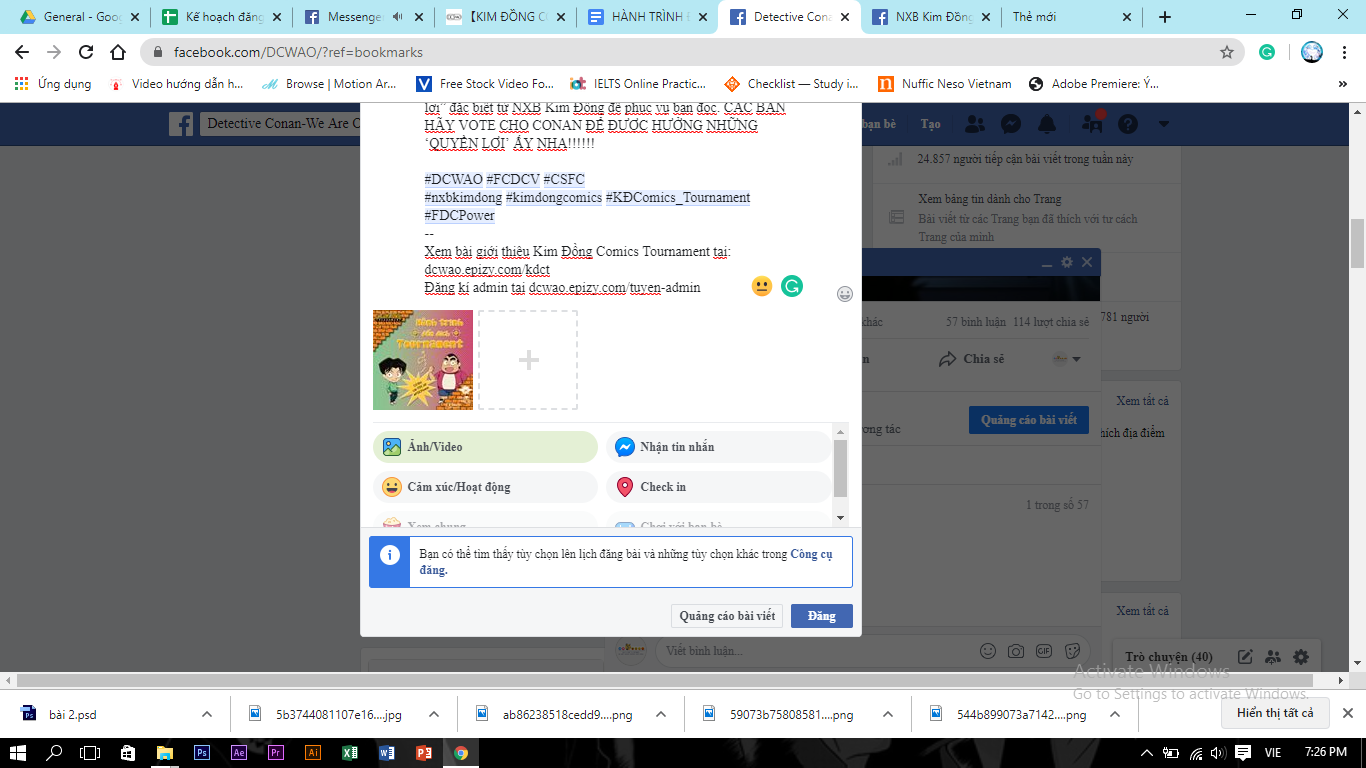 General - Goo
Kế hoạch đăng
Messenger
[KIM ĐỒNG C
HÀNH TRÌNH
Detective Cona
NXB Kim Đồng
Thẻ mới
facebook.com/DCWAO/?ref=bookmarks
Ứng dụng
Video hướng dẫn h...
Browse | Motion Ar...
Free Stock Video Fo...
IELTS Online Practic...
Checklist — Study i...
Nuffic Neso Vietnam
Adobe Premiere: Ý...
»
Detective Conan-We Are O
bạn bè
Tạo
lợi" đặc biệt từ NXB Kim Đồng để phục vụ bạn đọc. CÁC BẠN
HÃY VOTE CHO CONAN ĐỂ ĐƯỢC HƯỞNG NHỮNG
'QUYỀN LỢI' ẤY NHA!!!!!!
#DCWAO #FCDCV #CSFC
#nxbkimdong #kimdongcomics #KĐComics_Tournament
#FDCPower
--
Xem bài giới thiệu Kim Đồng Comics Tournament tại:
dcwao.epizy.com/kdct
Đăng kí admin tại dcwao.epizy.com/tuyen-admin
Hành trình
Tournament
Ảnh/Video
Nhận tin nhắn
Cảm xúc/Hoạt động
Check in
Xem chung
Chơi với bạn bè
Bạn có thể tìm thấy tùy chọn lên lịch đăng bài và những tùy chọn khác trong Công cụ
đăng.
Quảng cáo bài viết
Đăng
24.857 người tiếp cận bài viết trong tuần này
Xem bảng tin dành cho Trang
Bài viết từ các Trang bạn đã thích với tư cách
Trang của mình
khác
57 bình luận
114 lượt chia sẻ
781 người
Chia sẻ
Xem tất cả
Quảng cáo bài viết
ơng tác
hích địa điểm
1 trong số 57
Xem tất cả
Viết bình luận...
GIF
Trò chuyện (40)
Activate Windows
Go to Settings to activate Windows.
bài 2.psd
5b3744081107e16....jpg
ab86238518cedd9....png
59073b75808581....png
544b899073a7142....png
Hiển thị tất cả
VIE
7:26 PM